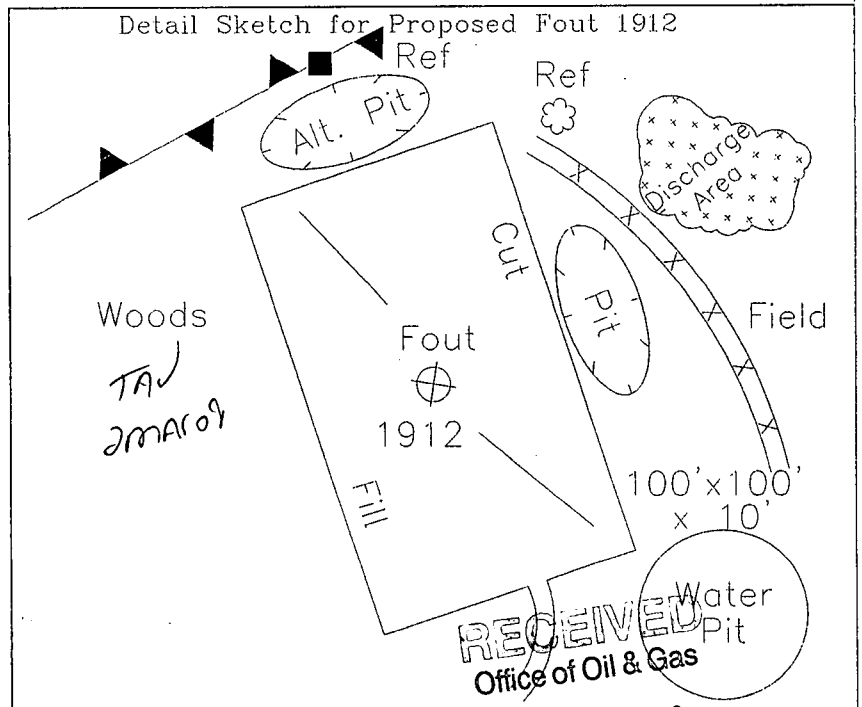 Detail Sketch for Proposed Fout 1912
Ref
Ref
Alt. Pit
Discharge
Area
Cut
Pit
Woods
Field
Fout
1912
Fill
100'x100'
x 10'
Water
Pit
RECEIVED
Office of Oil & Gas